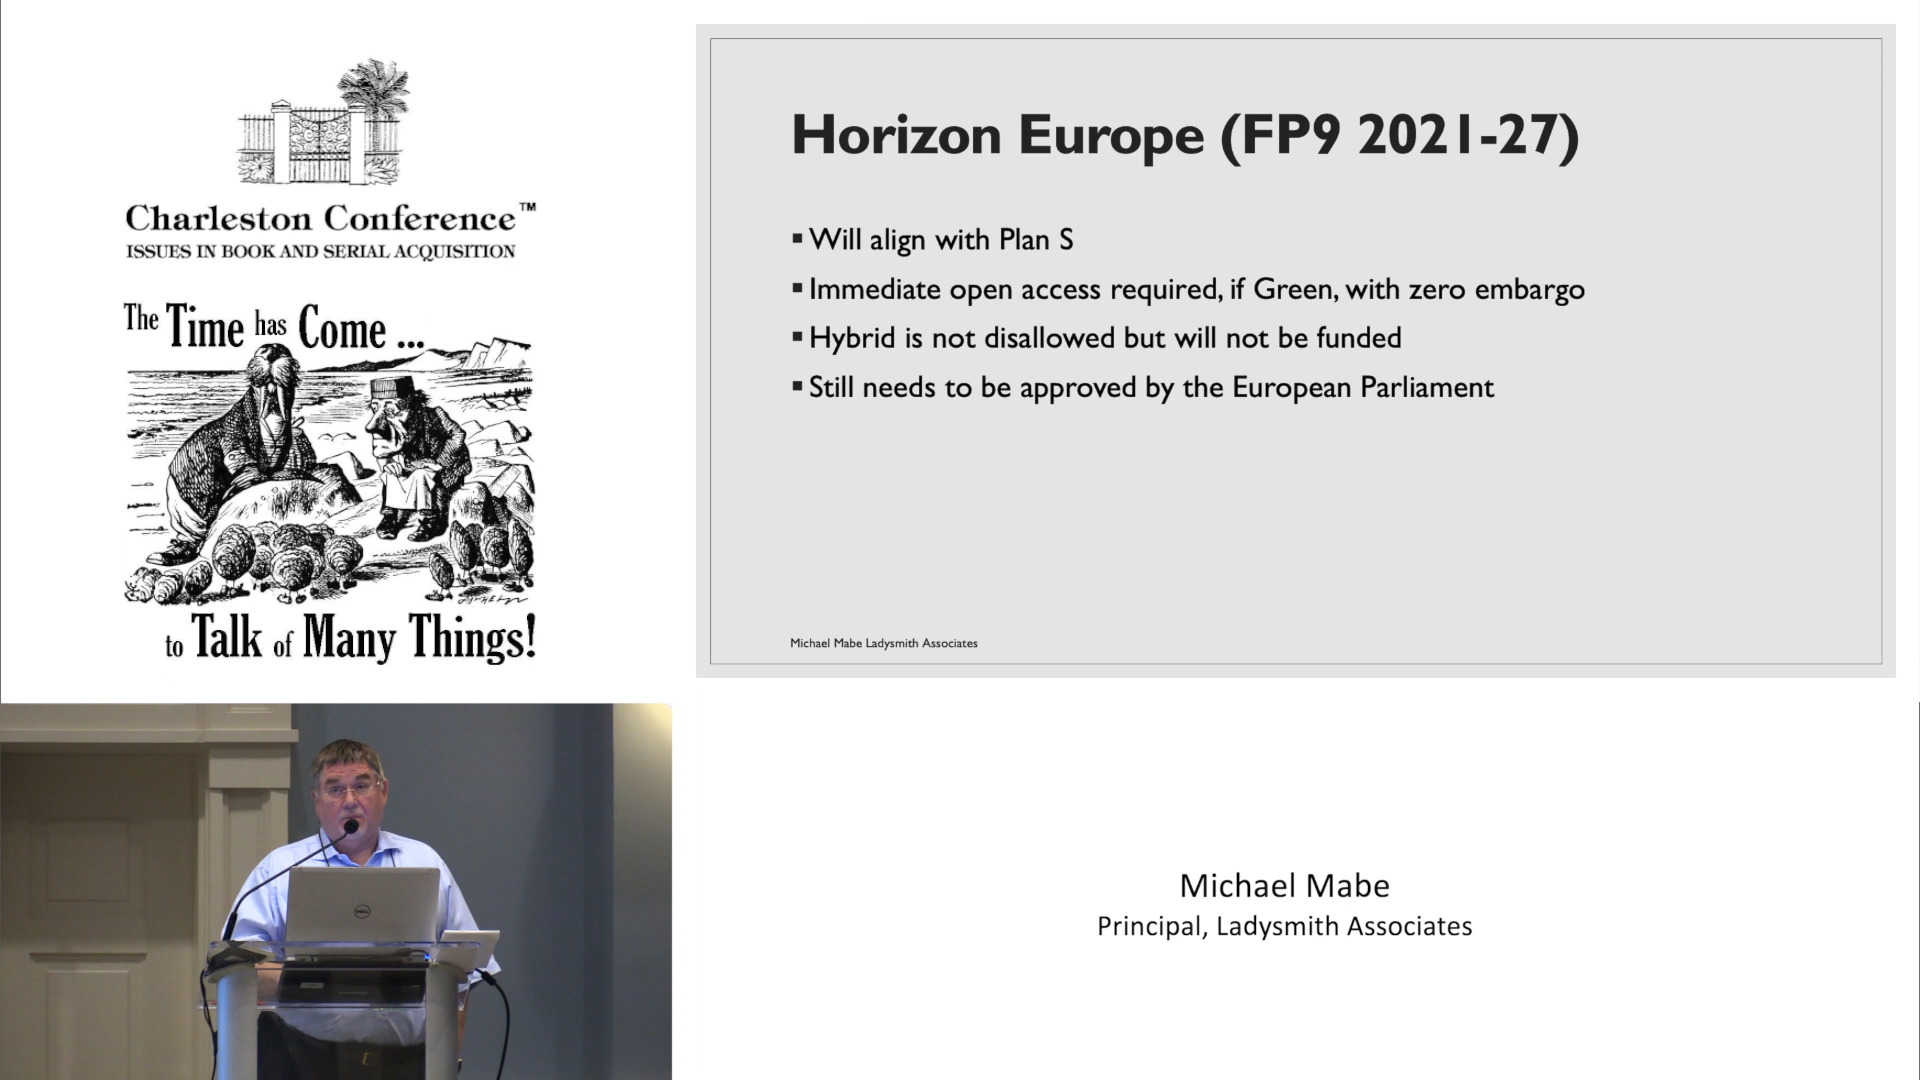 Charleston Conference™
ISSUES IN BOOK AND SERIAL ACQUISITION
The Time has Come ...
to Talk of Many Things!
Horizon Europe (FP9 2021-27)
▪ Will align with Plan S
▪ Immediate open access required, if Green, with zero embargo
▪ Hybrid is not disallowed but will not be funded
▪ Still needs to be approved by the European Parliament
Michael Mabe Ladysmith Associates
DELL
Michael Mabe
Principal, Ladysmith Associates